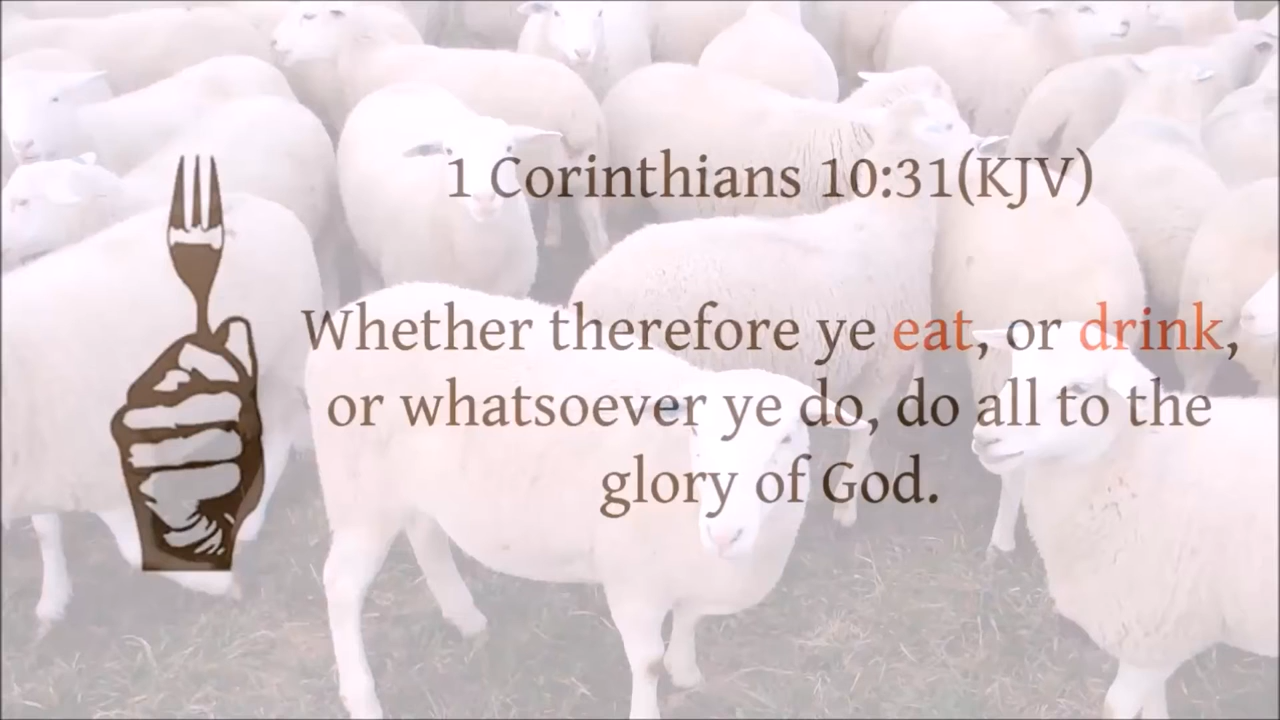 1 Corinthians 10:31(KJV)
Whether therefore ye eat, or drink,
or whatsoever ye do, do all to the
glory of God.